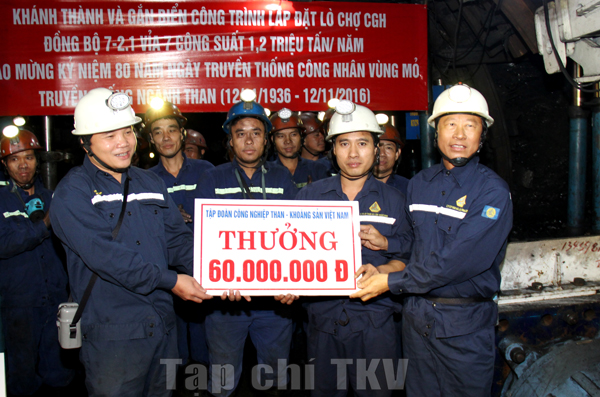 KHÁNH THÀNH VÀ GẮN BIỂN CÔNG TRÌNH LẮP ĐẶT LÒ CHỢ CGH
ĐỒNG BỘ 7-2.1 VỈA 7 CÔNG SUẤT 1,2 TRIỆU TẤN/ NĂM
ÀO MỪNG KỶ NIỆM 80 NĂM NGÀY TRUYỀN THỐNG CÔNG NHÂN VÙNG MỎ,
TRUYỀN THỐNG NGÀNH THAN (12/11/1936 - 12/11/2016)
TẬP ĐOÀN CÔNG NGHIỆP THAN - KHOÁNG SẢN VIỆT NAM
THƯỞNG
60.000.000 Đ
Tạp chí TKV